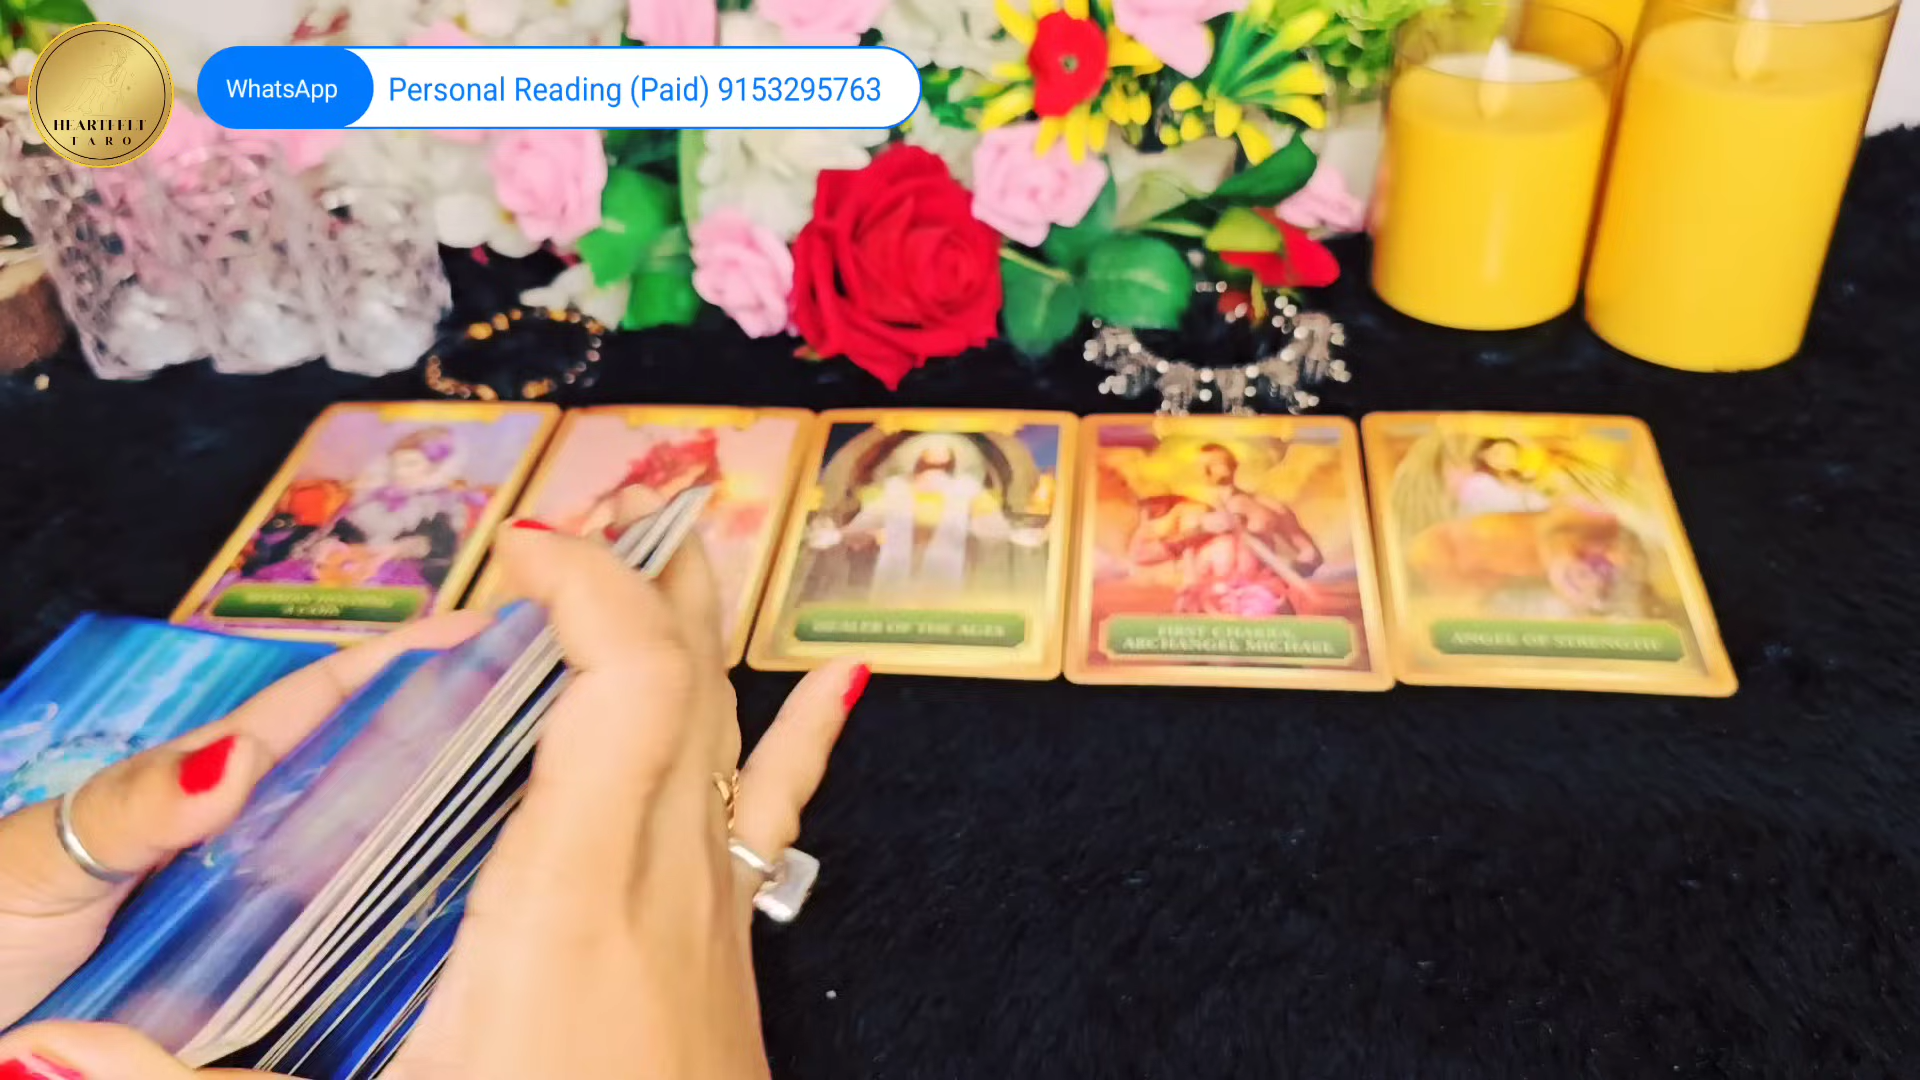 HEARTFELT
TARO
WhatsApp
Personal Reading (Paid) 9153295763
HEALER OF THE AGES
FIRST CHAKRA,
ARCHANGEL MICHAEL
ANGEL OF STRENGTH